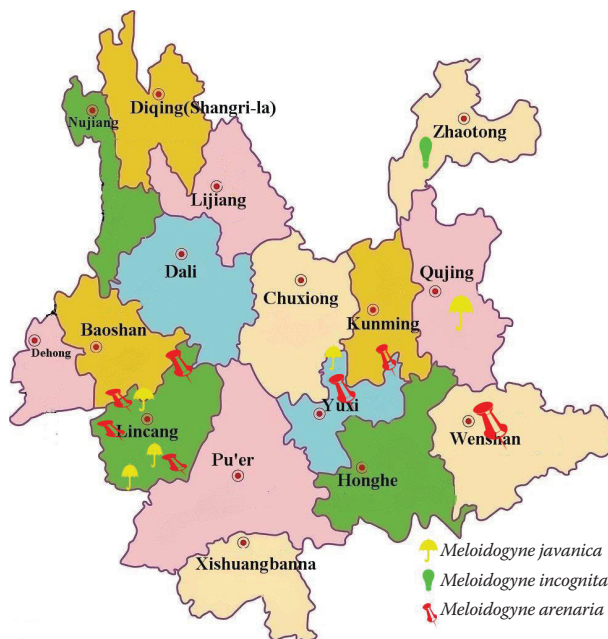 Diqing(Shangri-la)
Nujiang
Zhaotong
Lijiang
Dali
Qujing
Chuxiong
Kunming
Baoshan
Dehong
Yuxi
Lincang
Wenshan
Pu'er
Honghe
Xishuangbanna
Meloidogyne javanica
Meloidogyne incognita
Meloidogyne arenaria